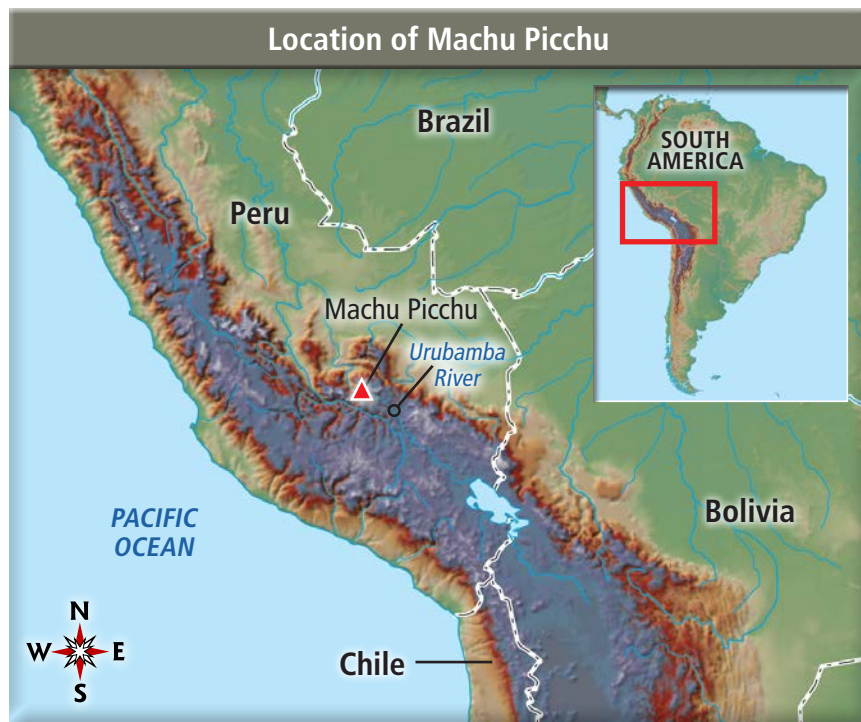 Location of Machu Picchu
Brazil
SOUTH
AMERICA
Peru
Machu Picchu
Urubamba
River
PACIFIC
OCEAN
Bolivia
N
W E
S
Chile